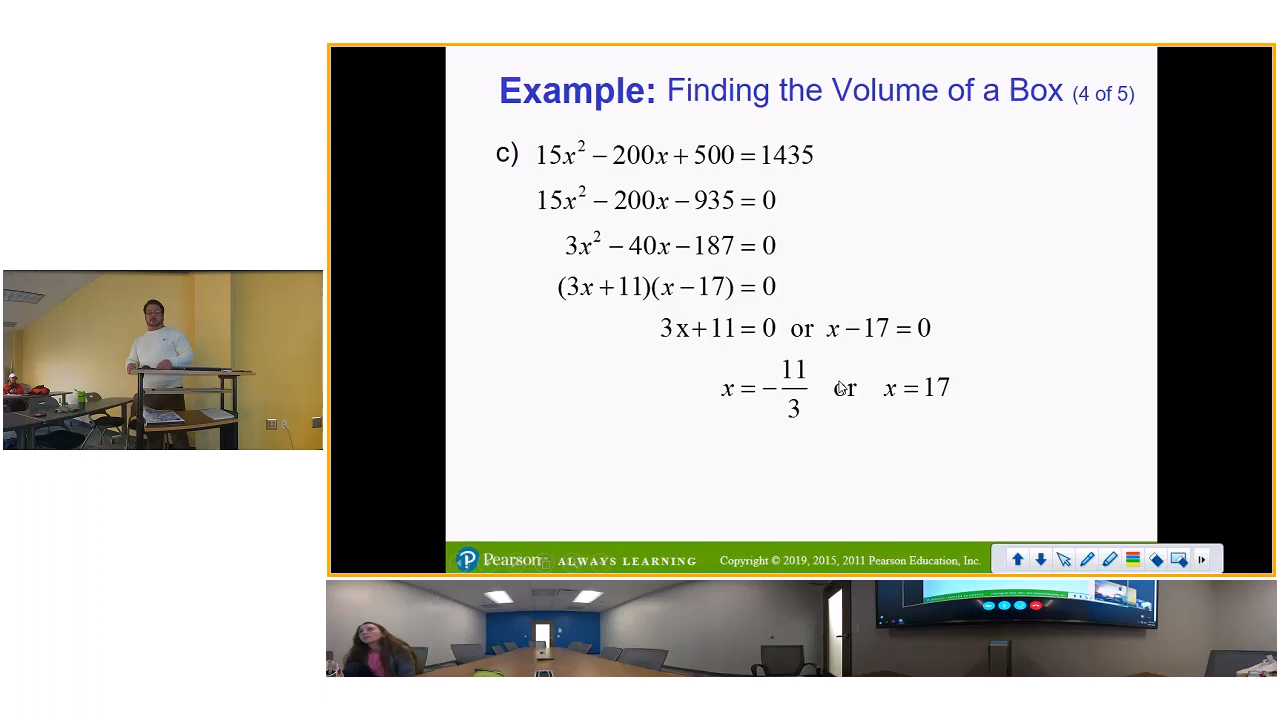 Example: Finding the Volume of a Box (4 of 5)
c) 15x² − 200x + 500 = 1435
15x² − 200x − 935 = 0
3x² − 40x − 187 = 0
(3x + 11)(x − 17) = 0
3x + 11 = 0 or x − 17 = 0
x = − 11/3 or x = 17
Pearson ALWAYS LEARNING Copyright © 2019, 2015, 2011 Pearson Education, Inc.